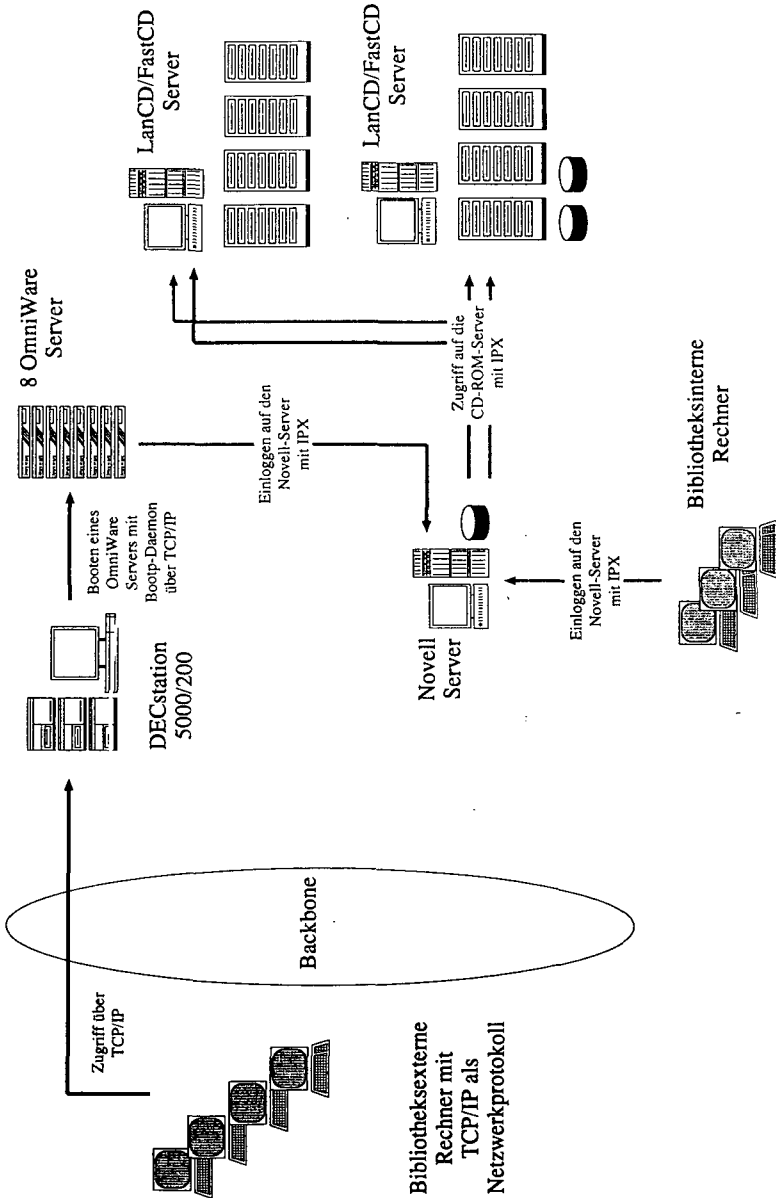 Bibliotheksexterne
Rechner mit
TCP/IP als
Netzwerkprotokoll
Zugriff über
TCP/IP
Backbone
DECstation
5000/200
Booten eines
OmniWare
Servers mit
Bootp-Daemon
über TCP/IP
8 OmniWare
Server
Einloggen auf den
Novell-Server
mit IPX
Novell
Server
Einloggen auf den
Novell-Server
mit IPX
Bibliotheksinterne
Rechner
Zugriff auf die
CD-ROM-Server
mit IPX
LanCD/FastCD
Server
LanCD/FastCD
Server